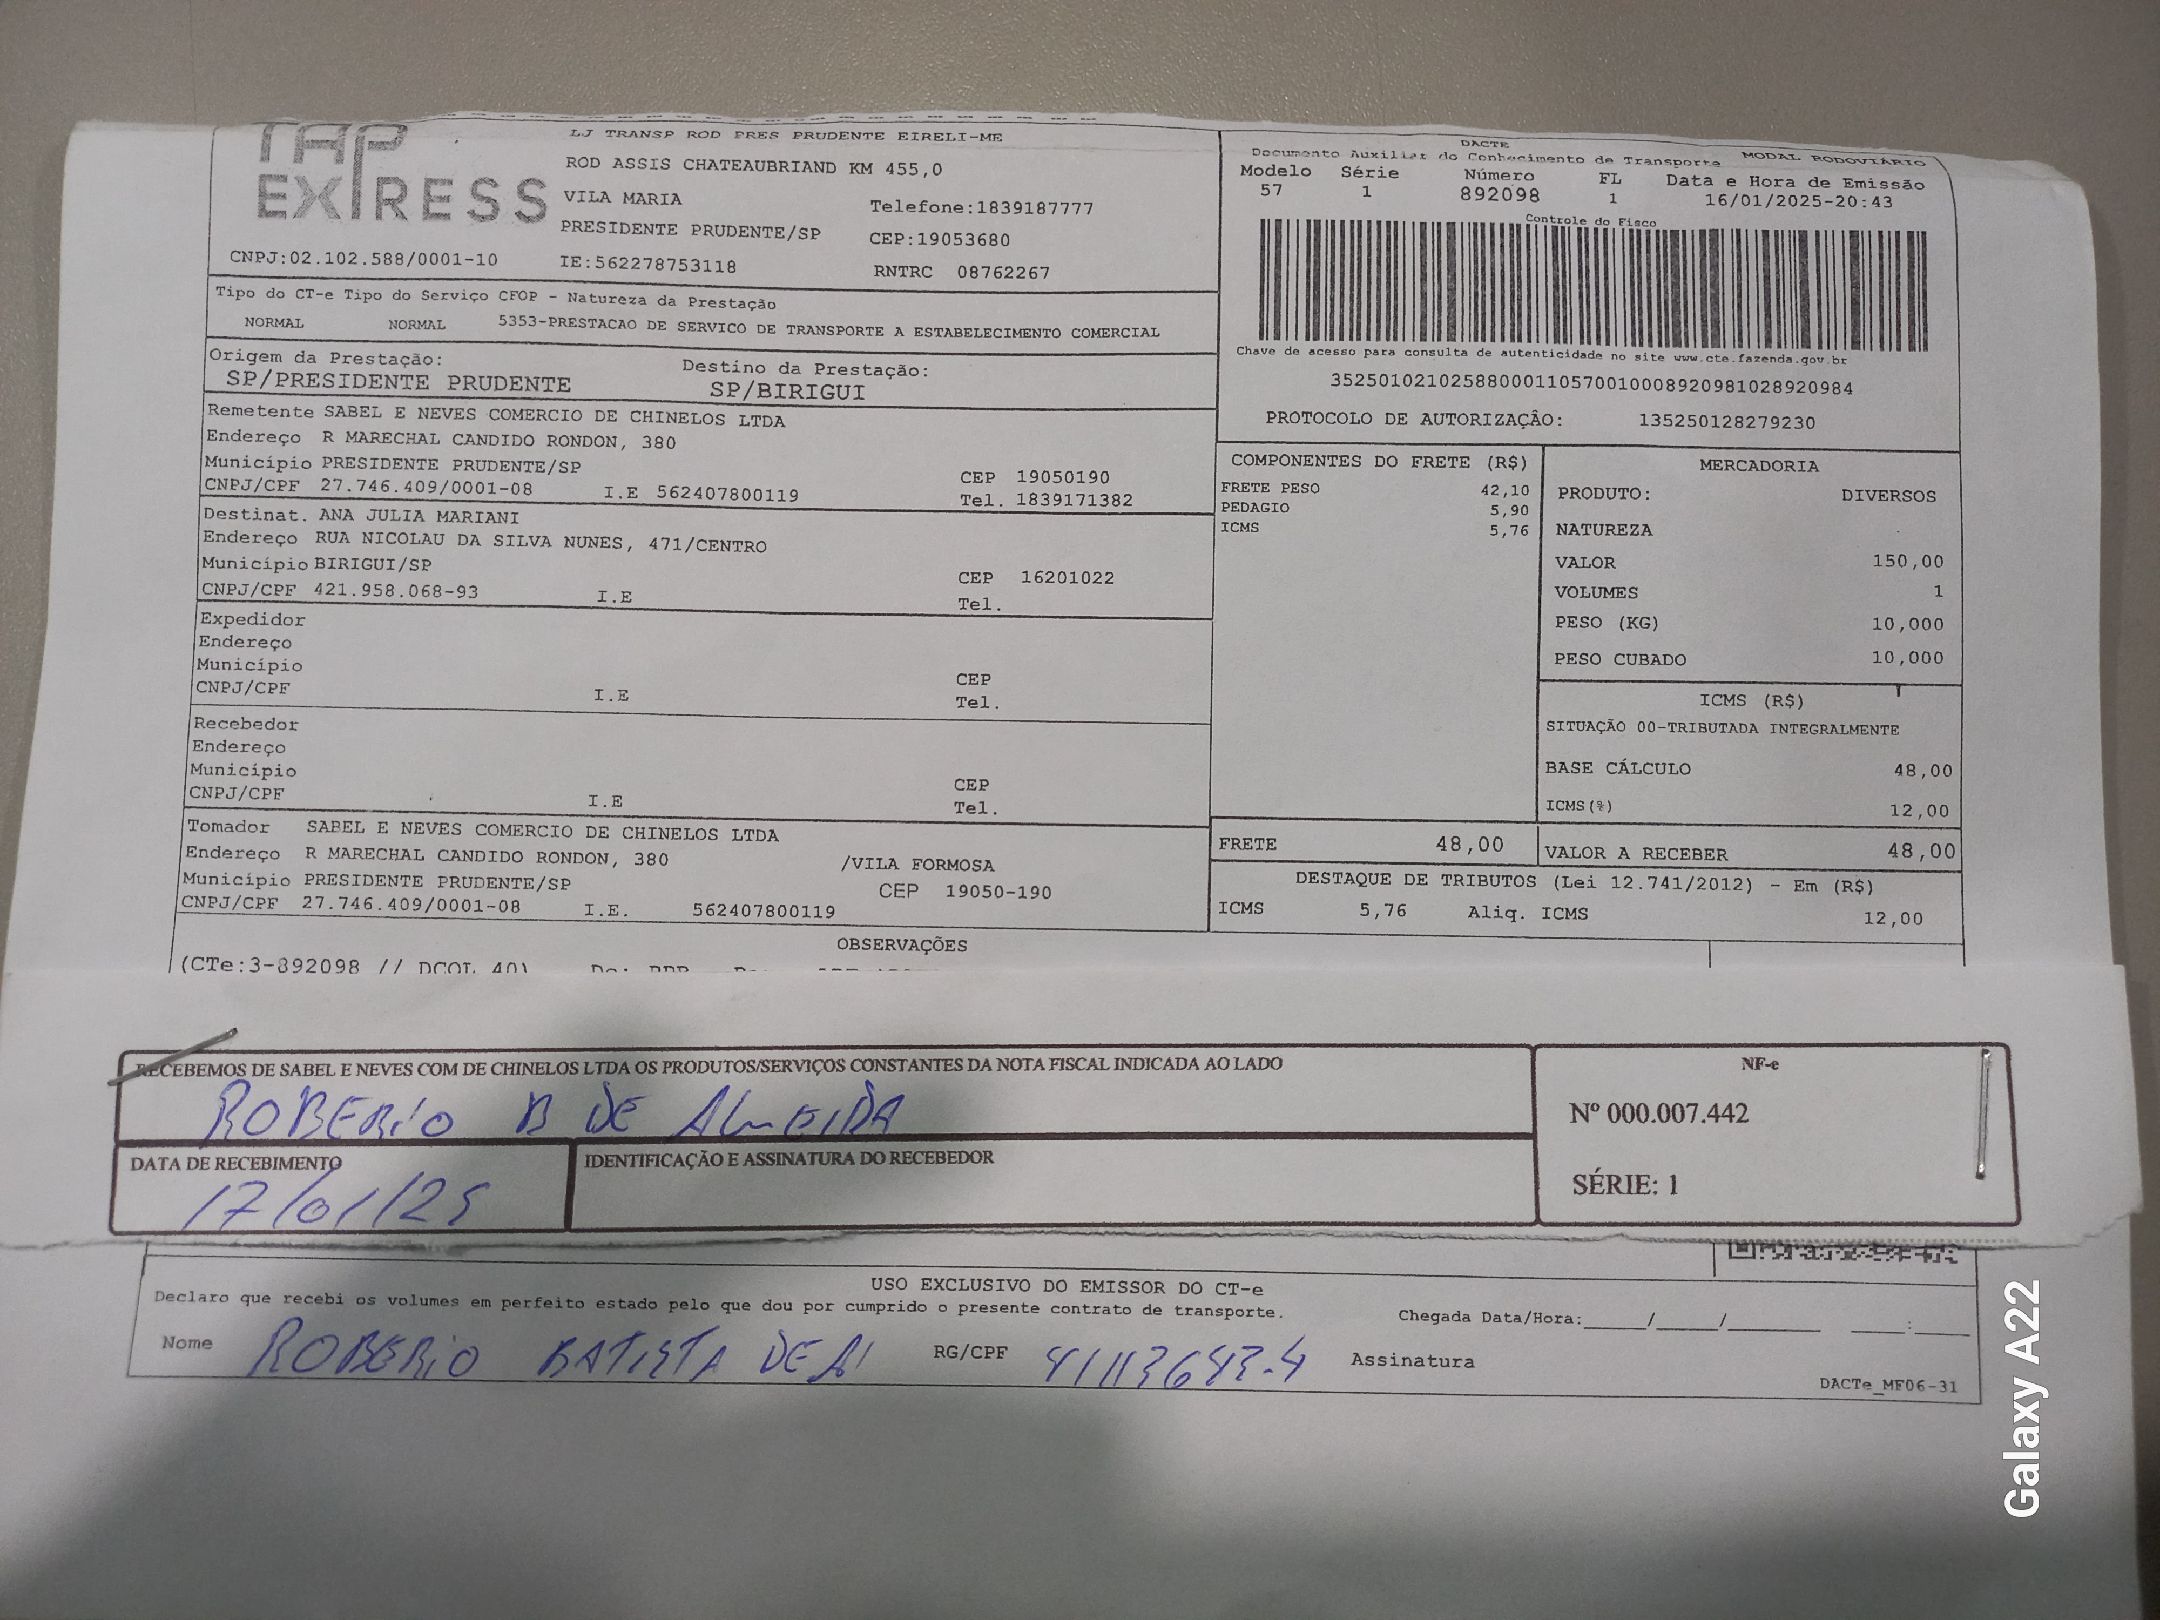 TAP
EXPRESS
LJ TRANSP ROD PRES PRUDENTE EIRELI-ME
ROD ASSIS CHATEAUBRIAND KM 455,0
VILA MARIA Telefone:1839187777
PRESIDENTE PRUDENTE/SP CEP:19053680
CNPJ:02.102.588/0001-10 IE:562278753118 RNTRC 08762267
Tipo do CT-e Tipo do Serviço CFOP - Natureza da Prestação
NORMAL NORMAL 5353-PRESTACAO DE SERVICO DE TRANSPORTE A ESTABELECIMENTO COMERCIAL
Origem da Prestação: Destino da Prestação:
SP/PRESIDENTE PRUDENTE SP/BIRIGUI
Remetente SABEL E NEVES COMERCIO DE CHINELOS LTDA
Endereço R MARECHAL CANDIDO RONDON, 380
Município PRESIDENTE PRUDENTE/SP CEP 19050190
CNPJ/CPF 27.746.409/0001-08 I.E 562407800119 Tel. 1839171382
Destinat. ANA JULIA MARIANI
Endereço RUA NICOLAU DA SILVA NUNES, 471/CENTRO
Município BIRIGUI/SP CEP 16201022
CNPJ/CPF 421.958.068-93 I.E Tel.
Expedidor
Endereço
Município CEP
CNPJ/CPF I.E Tel.
Recebedor
Endereço
Município CEP
CNPJ/CPF I.E Tel.
Tomador SABEL E NEVES COMERCIO DE CHINELOS LTDA
Endereço R MARECHAL CANDIDO RONDON, 380 /VILA FORMOSA
Município PRESIDENTE PRUDENTE/SP CEP 19050-190
CNPJ/CPF 27.746.409/0001-08 I.E. 562407800119
DACTE
Documento Auxiliar do Conhecimento de Transporte MODAL RODOVIÁRIO
Modelo Série Número FL Data e Hora de Emissão
57 1 892098 1 16/01/2025-20:43
Controle do Fisco
Chave de acesso para consulta de autenticidade no site www.cte.fazenda.gov.br
35250102102588000110570010008920981028920984
PROTOCOLO DE AUTORIZAÇÂO: 135250128279230
COMPONENTES DO FRETE (R$)
FRETE PESO 42,10
PEDAGIO 5,90
ICMS 5,76
MERCADORIA
PRODUTO: DIVERSOS
NATUREZA
VALOR 150,00
VOLUMES 1
PESO (KG) 10,000
PESO CUBADO 10,000
ICMS (R$)
SITUAÇÃO 00-TRIBUTADA INTEGRALMENTE
BASE CÁLCULO 48,00
ICMS(%) 12,00
FRETE 48,00 VALOR A RECEBER 48,00
DESTAQUE DE TRIBUTOS (Lei 12.741/2012) - Em (R$)
ICMS 5,76 Aliq. ICMS 12,00
OBSERVAÇÕES
(CTe:3-892098 // DCOL 40)
RECEBEMOS DE SABEL E NEVES COM DE CHINELOS LTDA OS PRODUTOS/SERVIÇOS CONSTANTES DA NOTA FISCAL INDICADA AO LADO
ROBERIO B DE ALMEIDA
DATA DE RECEBIMENTO IDENTIFICAÇÃO E ASSINATURA DO RECEBEDOR
17/01/25
NF-e
Nº 000.007.442
SÉRIE: 1
USO EXCLUSIVO DO EMISSOR DO CT-e
Declaro que recebi os volumes em perfeito estado pelo que dou por cumprido o presente contrato de transporte.
Chegada Data/Hora:_____/_____/________ _____:_____
Nome ROBERIO BATISTA DE Al RG/CPF 41113643-4 Assinatura
DACTe_MF06-31
Galaxy A22